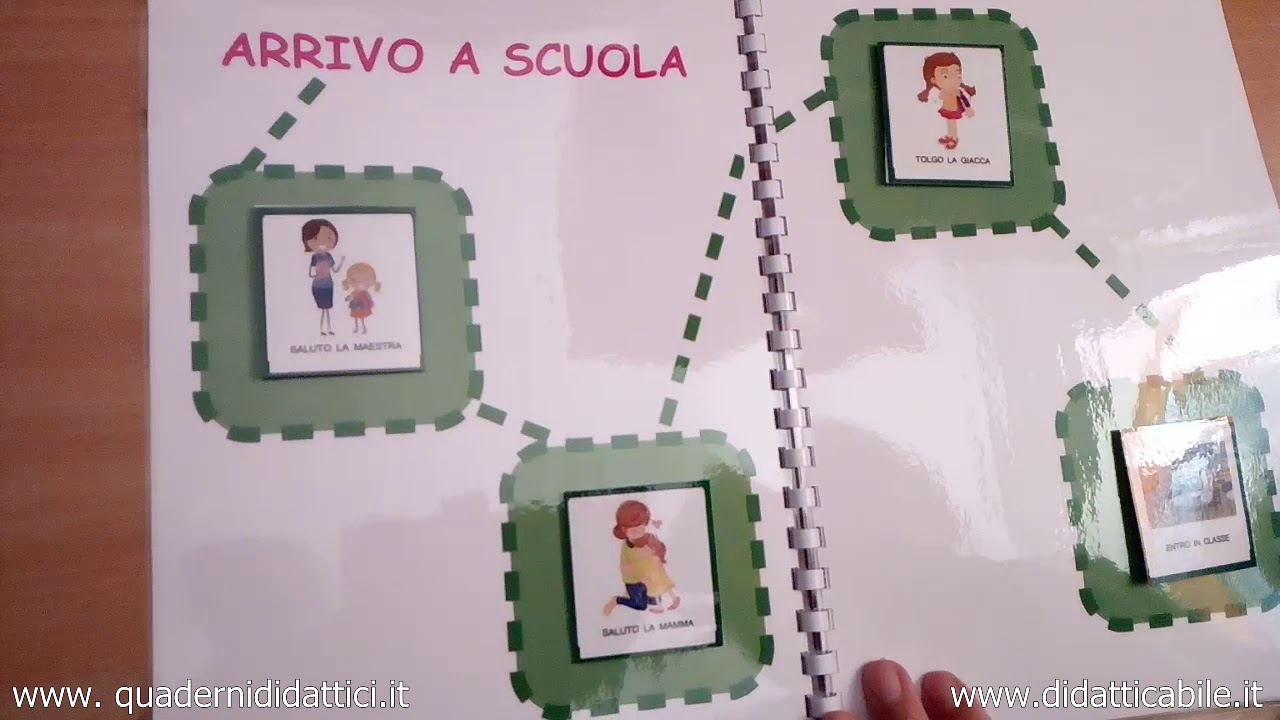 ARRIVO A SCUOLA
SALUTO LA MAESTRA
SALUTO LA MAMMA
TOLGO LA GIACCA
ENTRO IN CLASSE
www. quadernididattici.it
www.didatticabile.it